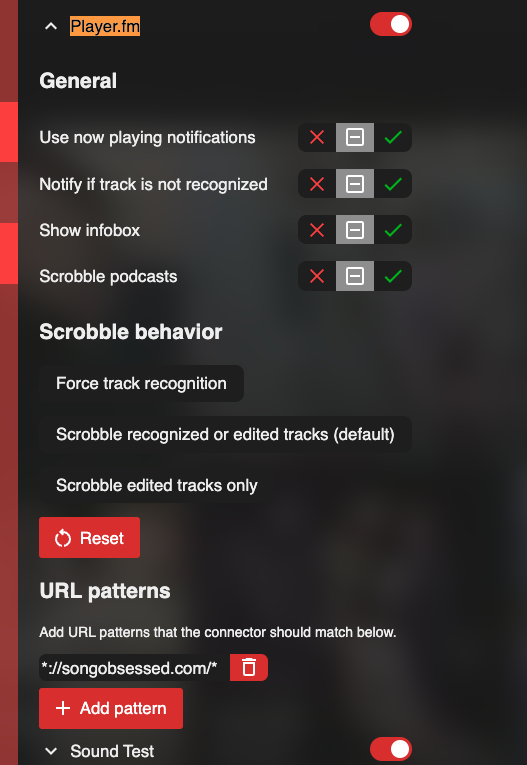 Player.fm
General
Use now playing notifications
Notify if track is not recognized
Show infobox
Scrobble podcasts
Scrobble behavior
Force track recognition
Scrobble recognized or edited tracks (default)
Scrobble edited tracks only
Reset
URL patterns
Add URL patterns that the connector should match below.
*://songobsessed.com/*
Add pattern
Sound Test